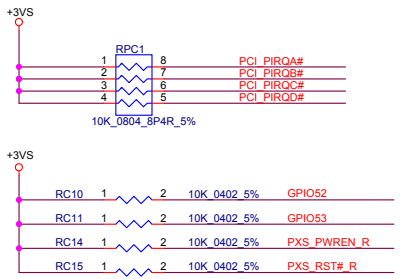 +3VS
RPC1
1 8 PCI_PIRQA#
2 7 PCI_PIRQB#
3 6 PCI_PIRQC#
4 5 PCI_PIRQD#
10K_0804_8P4R_5%
+3VS
RC10 1 2 10K_0402_5% GPIO52
RC11 1 2 10K_0402_5% GPIO53
RC14 1 2 10K_0402_5% PXS_PWREN_R
RC15 1 2 10K_0402_5% PXS_RST#_R